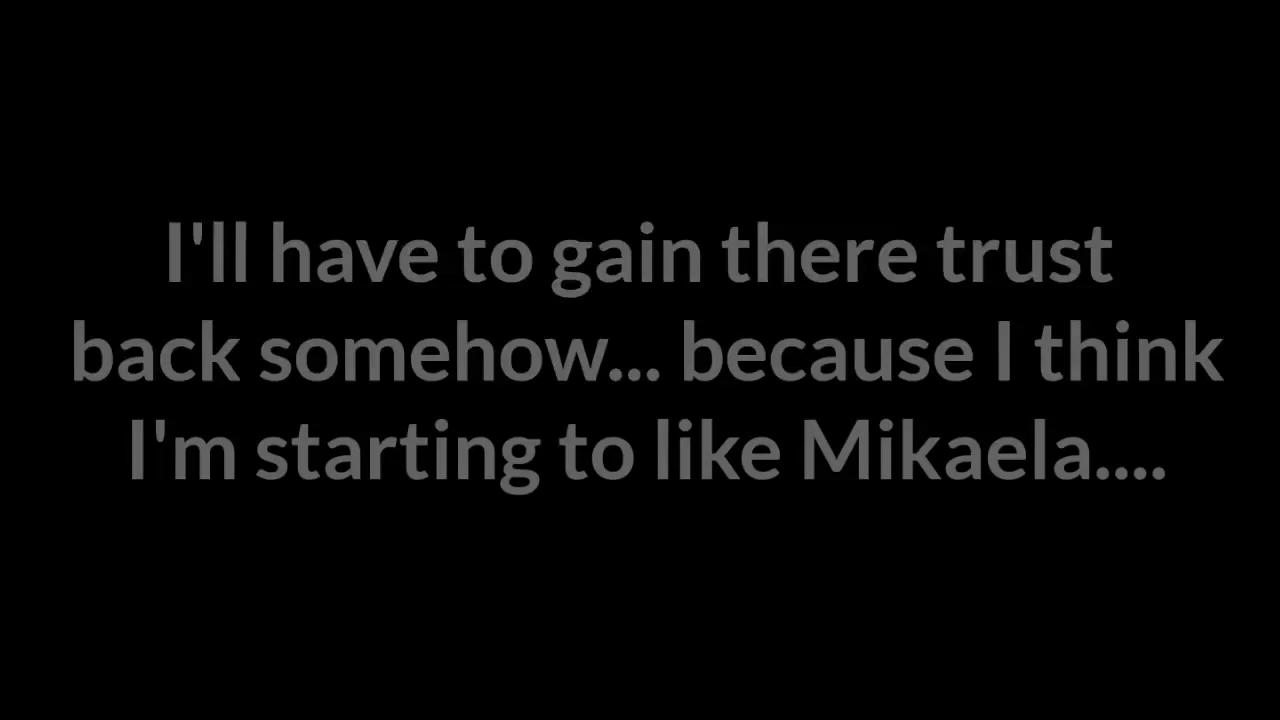 I'll have to gain there trust
back somehow... because I think
I'm starting to like Mikaela....